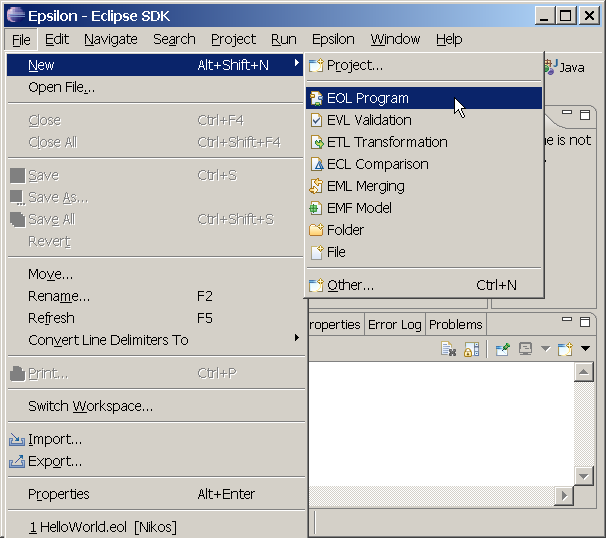 Epsilon - Eclipse SDK
File Edit Navigate Search Project Run Epsilon Window Help
New Alt+Shift+N
Open File...
Close Ctrl+F4
Close All Ctrl+Shift+F4
Save Ctrl+S
Save As...
Save All Ctrl+Shift+S
Revert
Move...
Rename... F2
Refresh F5
Convert Line Delimiters To
Print... Ctrl+P
Switch Workspace...
Import...
Export...
Properties Alt+Enter
1 HelloWorld.eol [Nikos]
Project...
EOL Program
EVL Validation
ETL Transformation
ECL Comparison
EML Merging
EMF Model
Folder
File
Other... Ctrl+N
Java
is not
roperties Error Log Problems